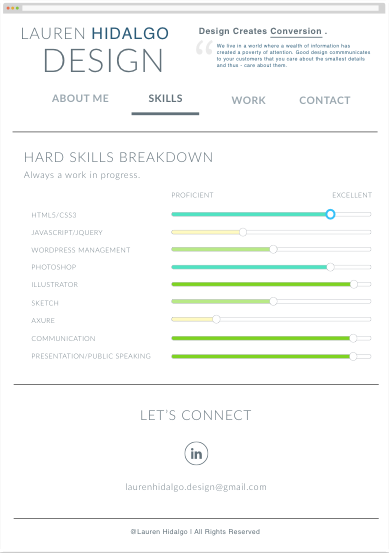 LAUREN HIDALGO
DESIGN
Design Creates Conversion .
“ We live in a world where a wealth of information has
created a poverty of attention. Good design communicates
to your customers that you care about the smallest details
and thus - care about them.
ABOUT ME SKILLS WORK CONTACT
HARD SKILLS BREAKDOWN
Always a work in progress.
PROFICIENT EXCELLENT
HTML5/CSS3
JAVASCRIPT/JQUERY
WORDPRESS MANAGEMENT
PHOTOSHOP
ILLUSTRATOR
SKETCH
AXURE
COMMUNICATION
PRESENTATION/PUBLIC SPEAKING
LET'S CONNECT
in
laurenhidalgo.design@gmail.com
@Lauren Hidalgo | All Rights Reserved